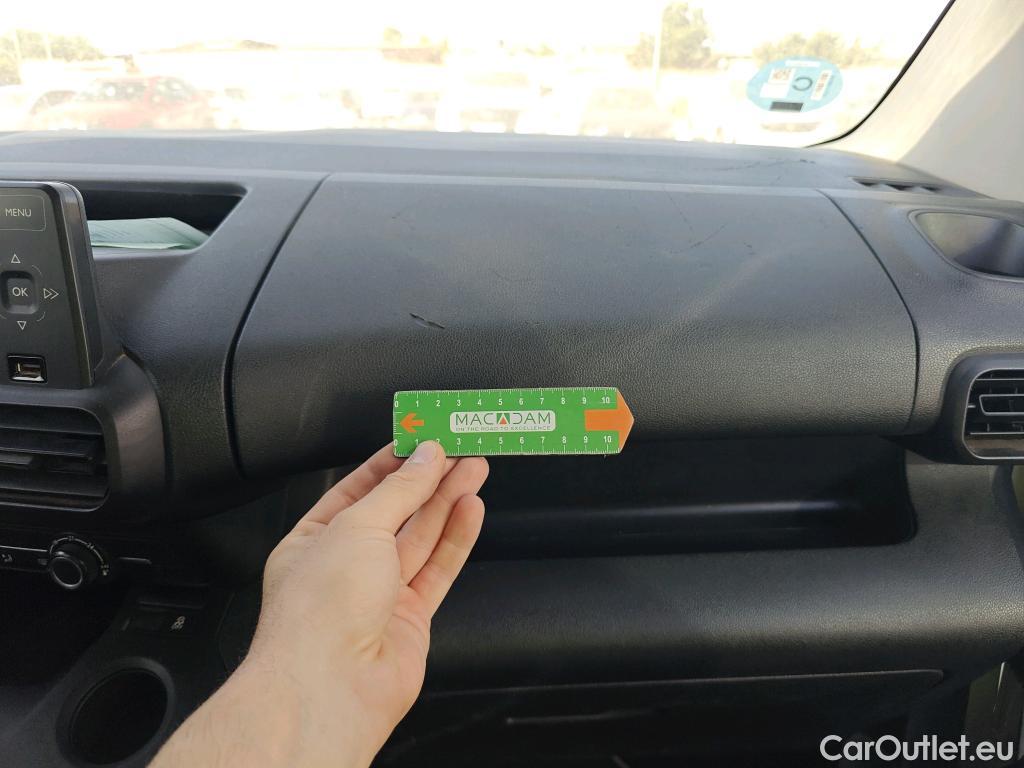 MENU
OK
0 1 2 3 4 5 6 7 8 9 10
MACADAM
ON THE ROAD TO EXCELLENCE
0 1 2 3 4 5 6 7 8 9 10
CarOutlet.eu